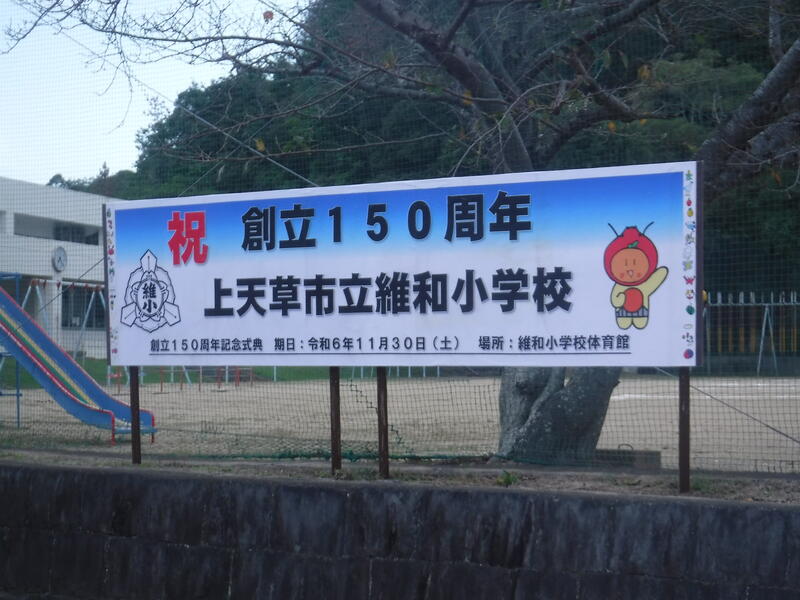 祝 創立150周年
維小
上天草市立維和小学校
創立150周年記念式典 期日：令和6年11月30日（土） 場所：維和小学校体育館